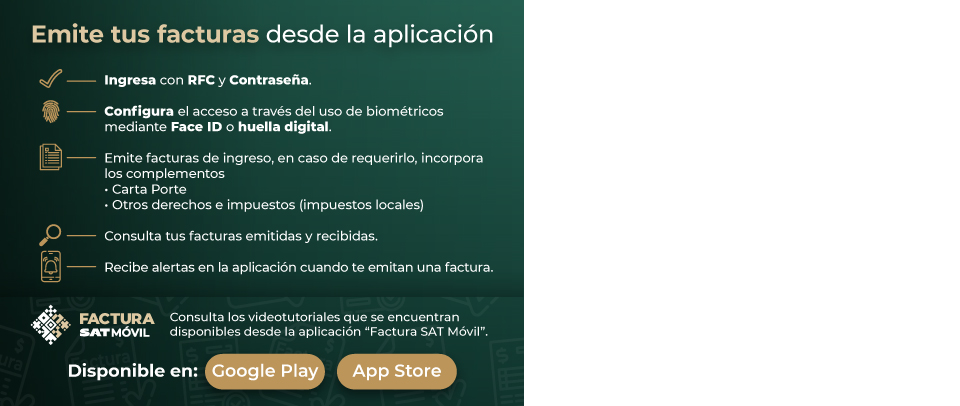 Emite tus facturas desde la aplicación
Ingresa con RFC y Contraseña.
Configura el acceso a través del uso de biométricos
mediante Face ID o huella digital.
Emite facturas de ingreso, en caso de requerirlo, incorpora
los complementos
• Carta Porte
• Otros derechos e impuestos (impuestos locales)
Consulta tus facturas emitidas y recibidas.
Recibe alertas en la aplicación cuando te emitan una factura.
FACTURA
SAT MÓVIL
Consulta los videotutoriales que se encuentran
disponibles desde la aplicación “Factura SAT Móvil”.
Disponible en: Google Play App Store